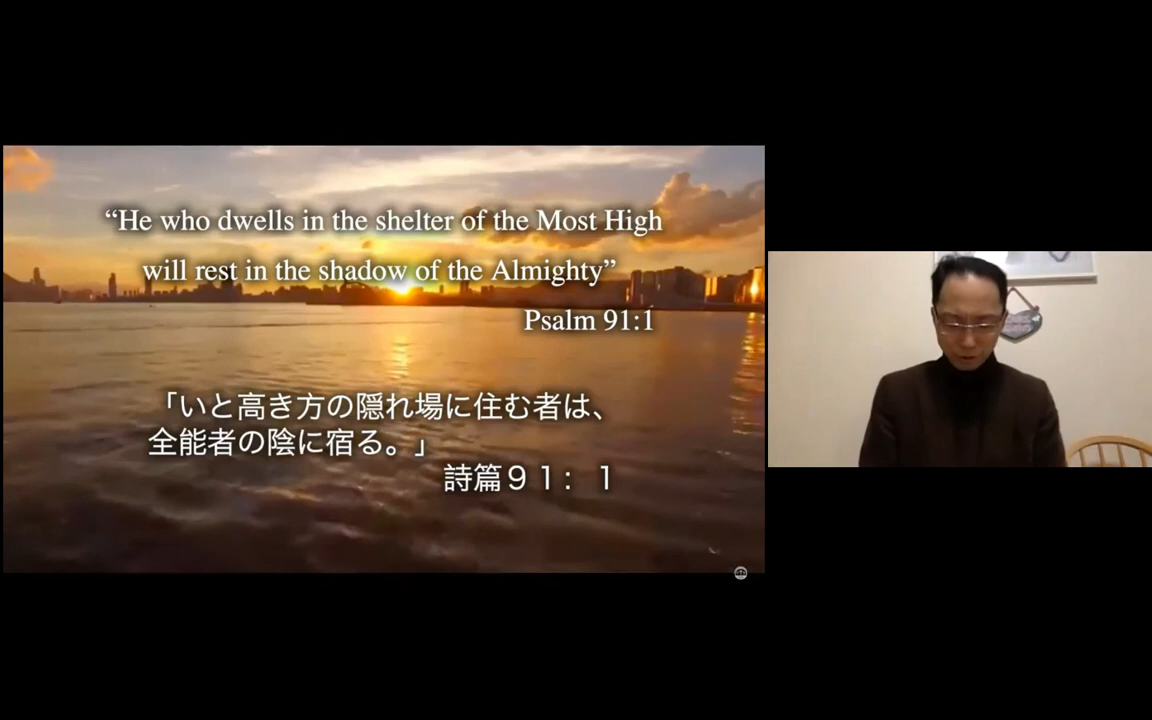 “He who dwells in the shelter of the Most High
will rest in the shadow of the Almighty”
Psalm 91:1
「いと高き方の隠れ場に住む者は、
全能者の陰に宿る。」
詩篇９１：１